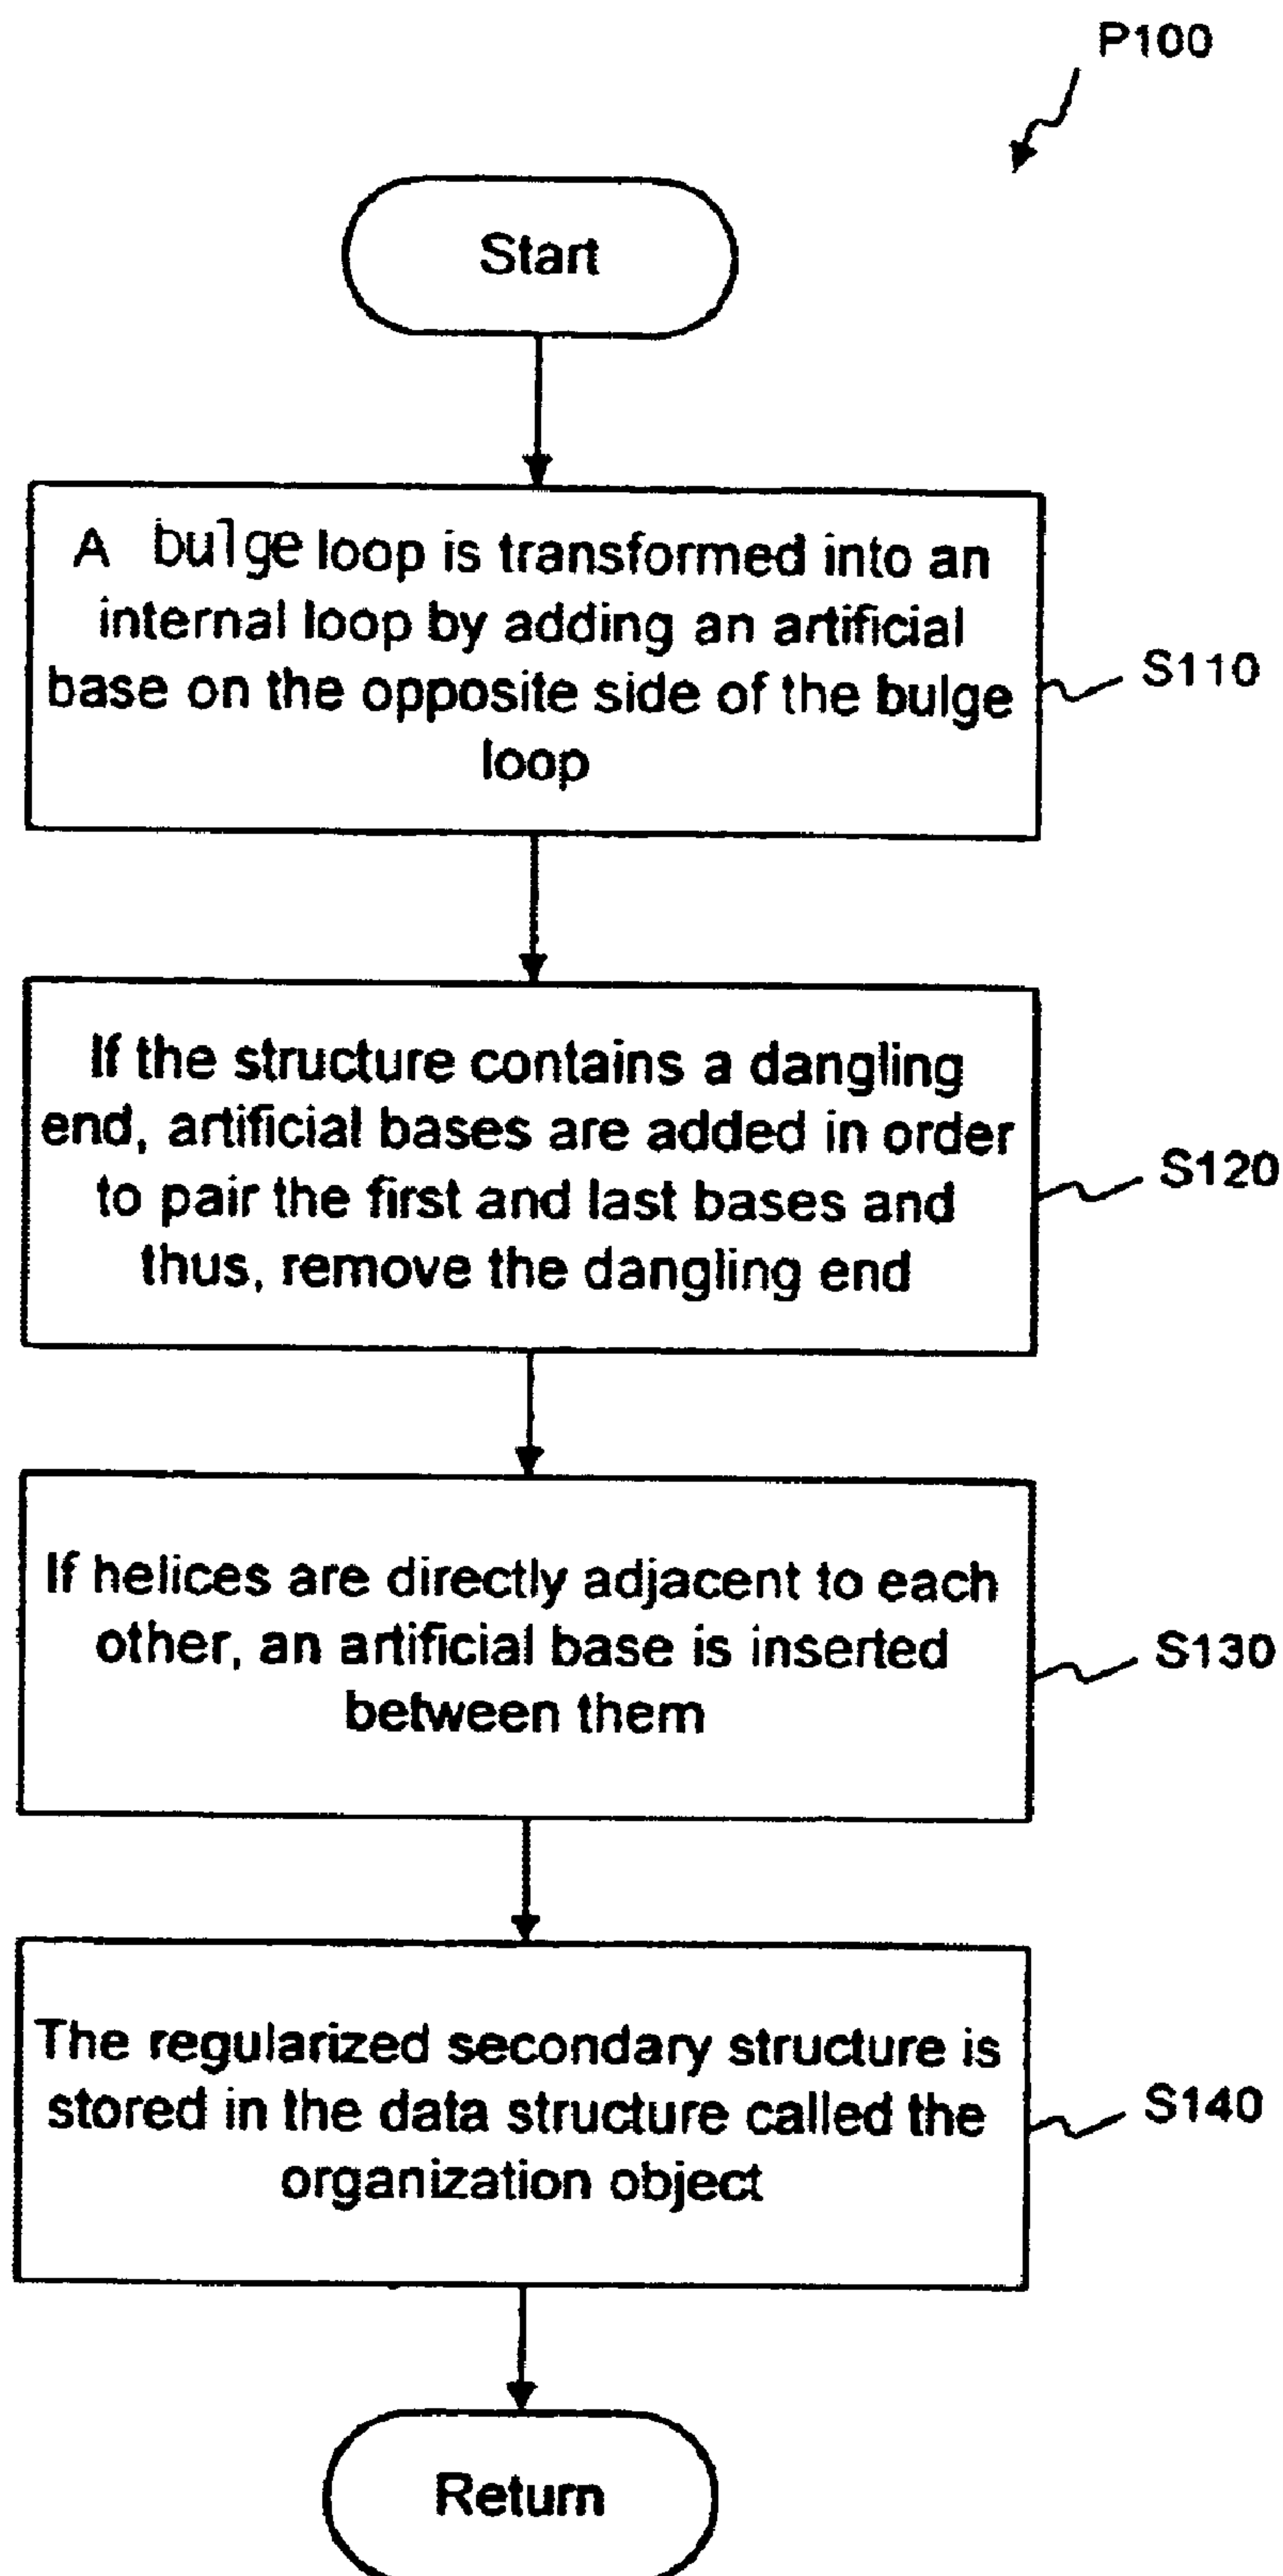 P100
Start
A bulge loop is transformed into an
internal loop by adding an artificial
base on the opposite side of the bulge
loop
S110
If the structure contains a dangling
end, artificial bases are added in order
to pair the first and last bases and
thus, remove the dangling end
S120
If helices are directly adjacent to each
other, an artificial base is inserted
between them
S130
The regularized secondary structure is
stored in the data structure called the
organization object
S140
Return